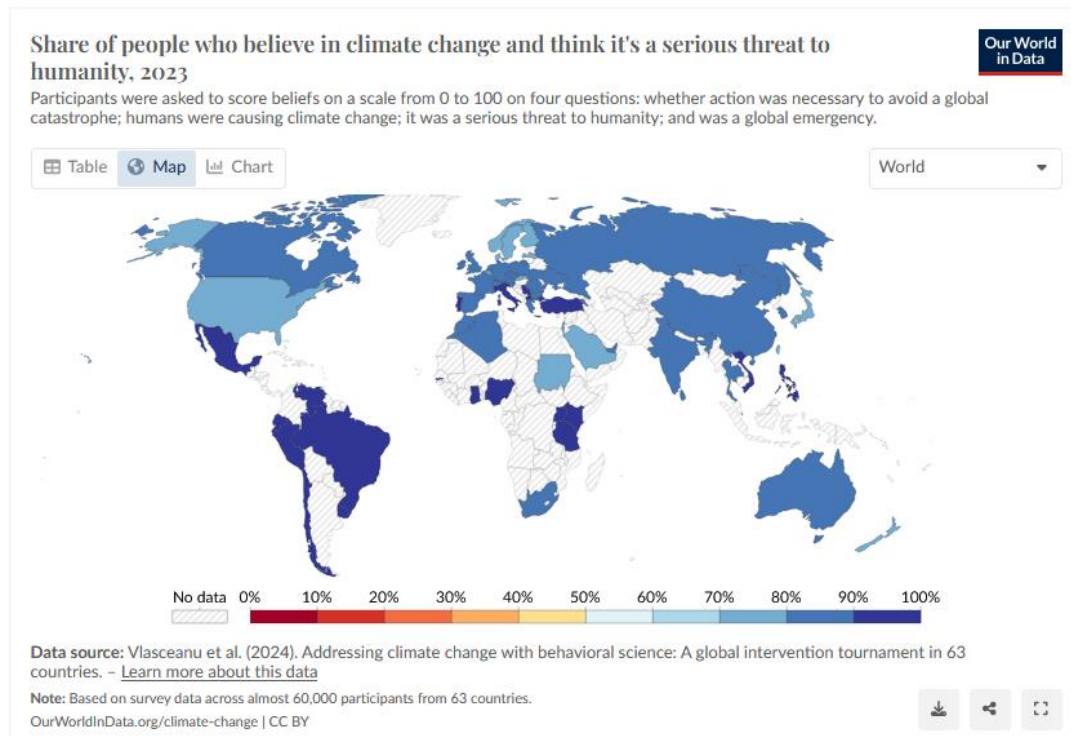 Share of people who believe in climate change and think it's a serious threat to
humanity, 2023
Our World
in Data
Participants were asked to score beliefs on a scale from 0 to 100 on four questions: whether action was necessary to avoid a global
catastrophe; humans were causing climate change; it was a serious threat to humanity; and was a global emergency.
Table Map Chart
World
No data 0% 10% 20% 30% 40% 50% 60% 70% 80% 90% 100%
Data source: Vlasceanu et al. (2024). Addressing climate change with behavioral science: A global intervention tournament in 63
countries. – Learn more about this data
Note: Based on survey data across almost 60,000 participants from 63 countries.
OurWorldInData.org/climate-change | CC BY